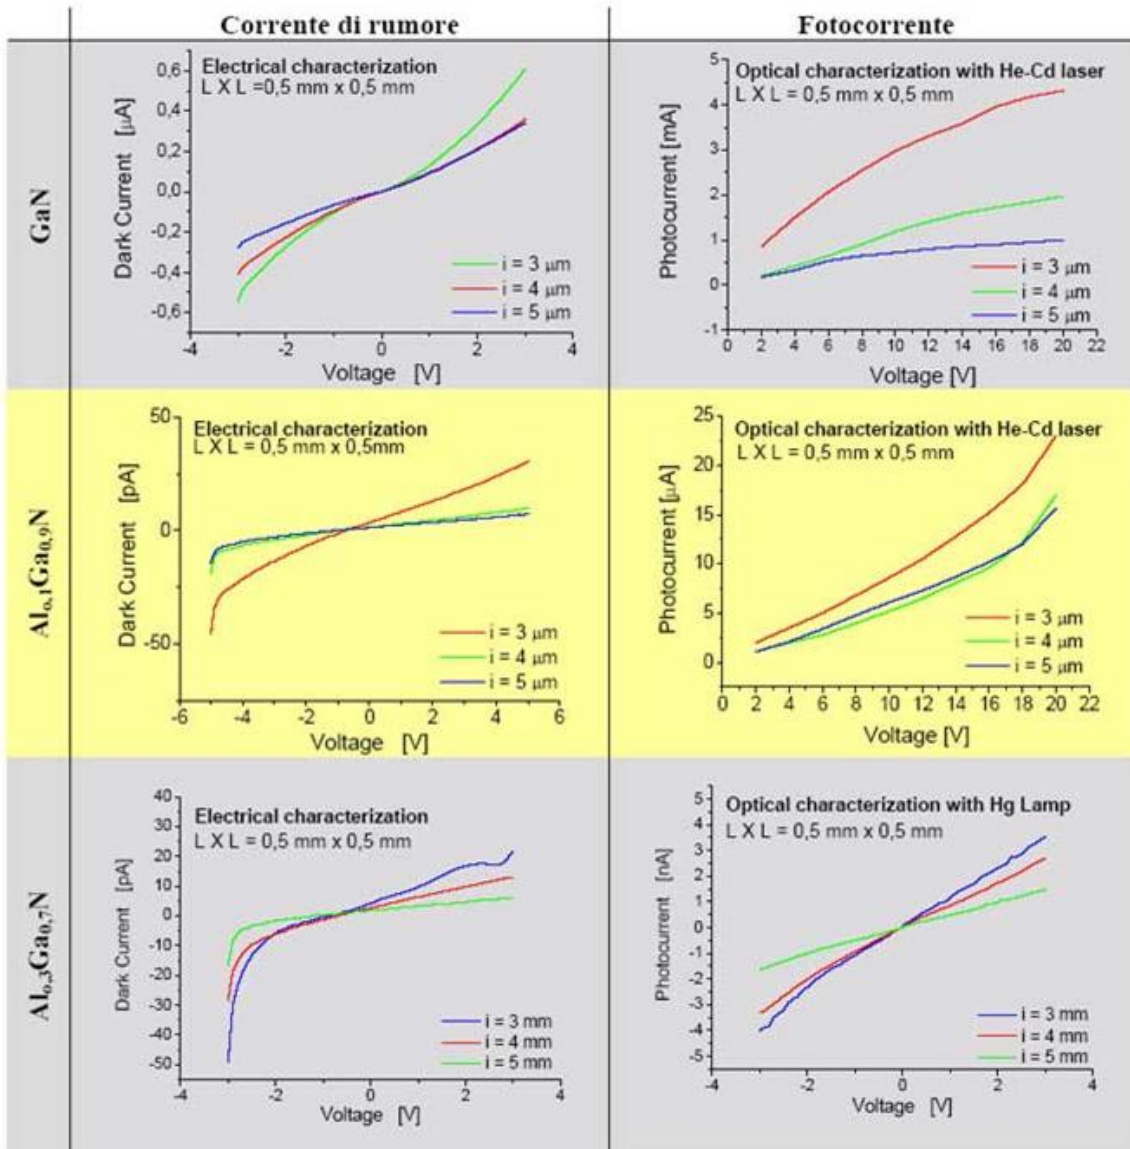 Corrente di rumore
Fotocorrente
GaN
Electrical characterization
L X L =0,5 mm x 0,5 mm
Dark Current [µA]
0,6
0,4
0,2
0,0
-0,2
-0,4
-0,6
-4 -2 0 2 4
Voltage [V]
i = 3 µm
i = 4 µm
i = 5 µm
Optical characterization with He-Cd laser
L X L = 0,5 mm x 0,5 mm
Photocurrent [mA]
5
4
3
2
1
0
-1
0 2 4 6 8 10 12 14 16 18 20 22
Voltage [V]
i = 3 µm
i = 4 µm
i = 5 µm
Al0,1Ga0,9N
Electrical characterization
L X L = 0,5 mm x 0,5mm
Dark Current [pA]
50
0
-50
-6 -4 -2 0 2 4 6
Voltage [V]
i = 3 µm
i = 4 µm
i = 5 µm
Optical characterization with He-Cd laser
L X L = 0,5 mm x 0,5 mm
Photocurrent [µA]
25
20
15
10
5
0
0 2 4 6 8 10 12 14 16 18 20 22
Voltage [V]
i = 3 µm
i = 4 µm
i = 5 µm
Al0,3Ga0,7N
Electrical characterization
L X L = 0,5 mm x 0,5 mm
Dark Current [pA]
40
30
20
10
0
-10
-20
-30
-40
-50
-4 -2 0 2 4
Voltage [V]
i = 3 mm
i = 4 mm
i = 5 mm
Optical characterization with Hg Lamp
L X L = 0,5 mm x 0,5 mm
Photocurrent [nA]
5
4
3
2
1
0
-1
-2
-3
-4
-5
-4 -2 0 2 4
Voltage [V]
i = 3 mm
i = 4 mm
i = 5 mm